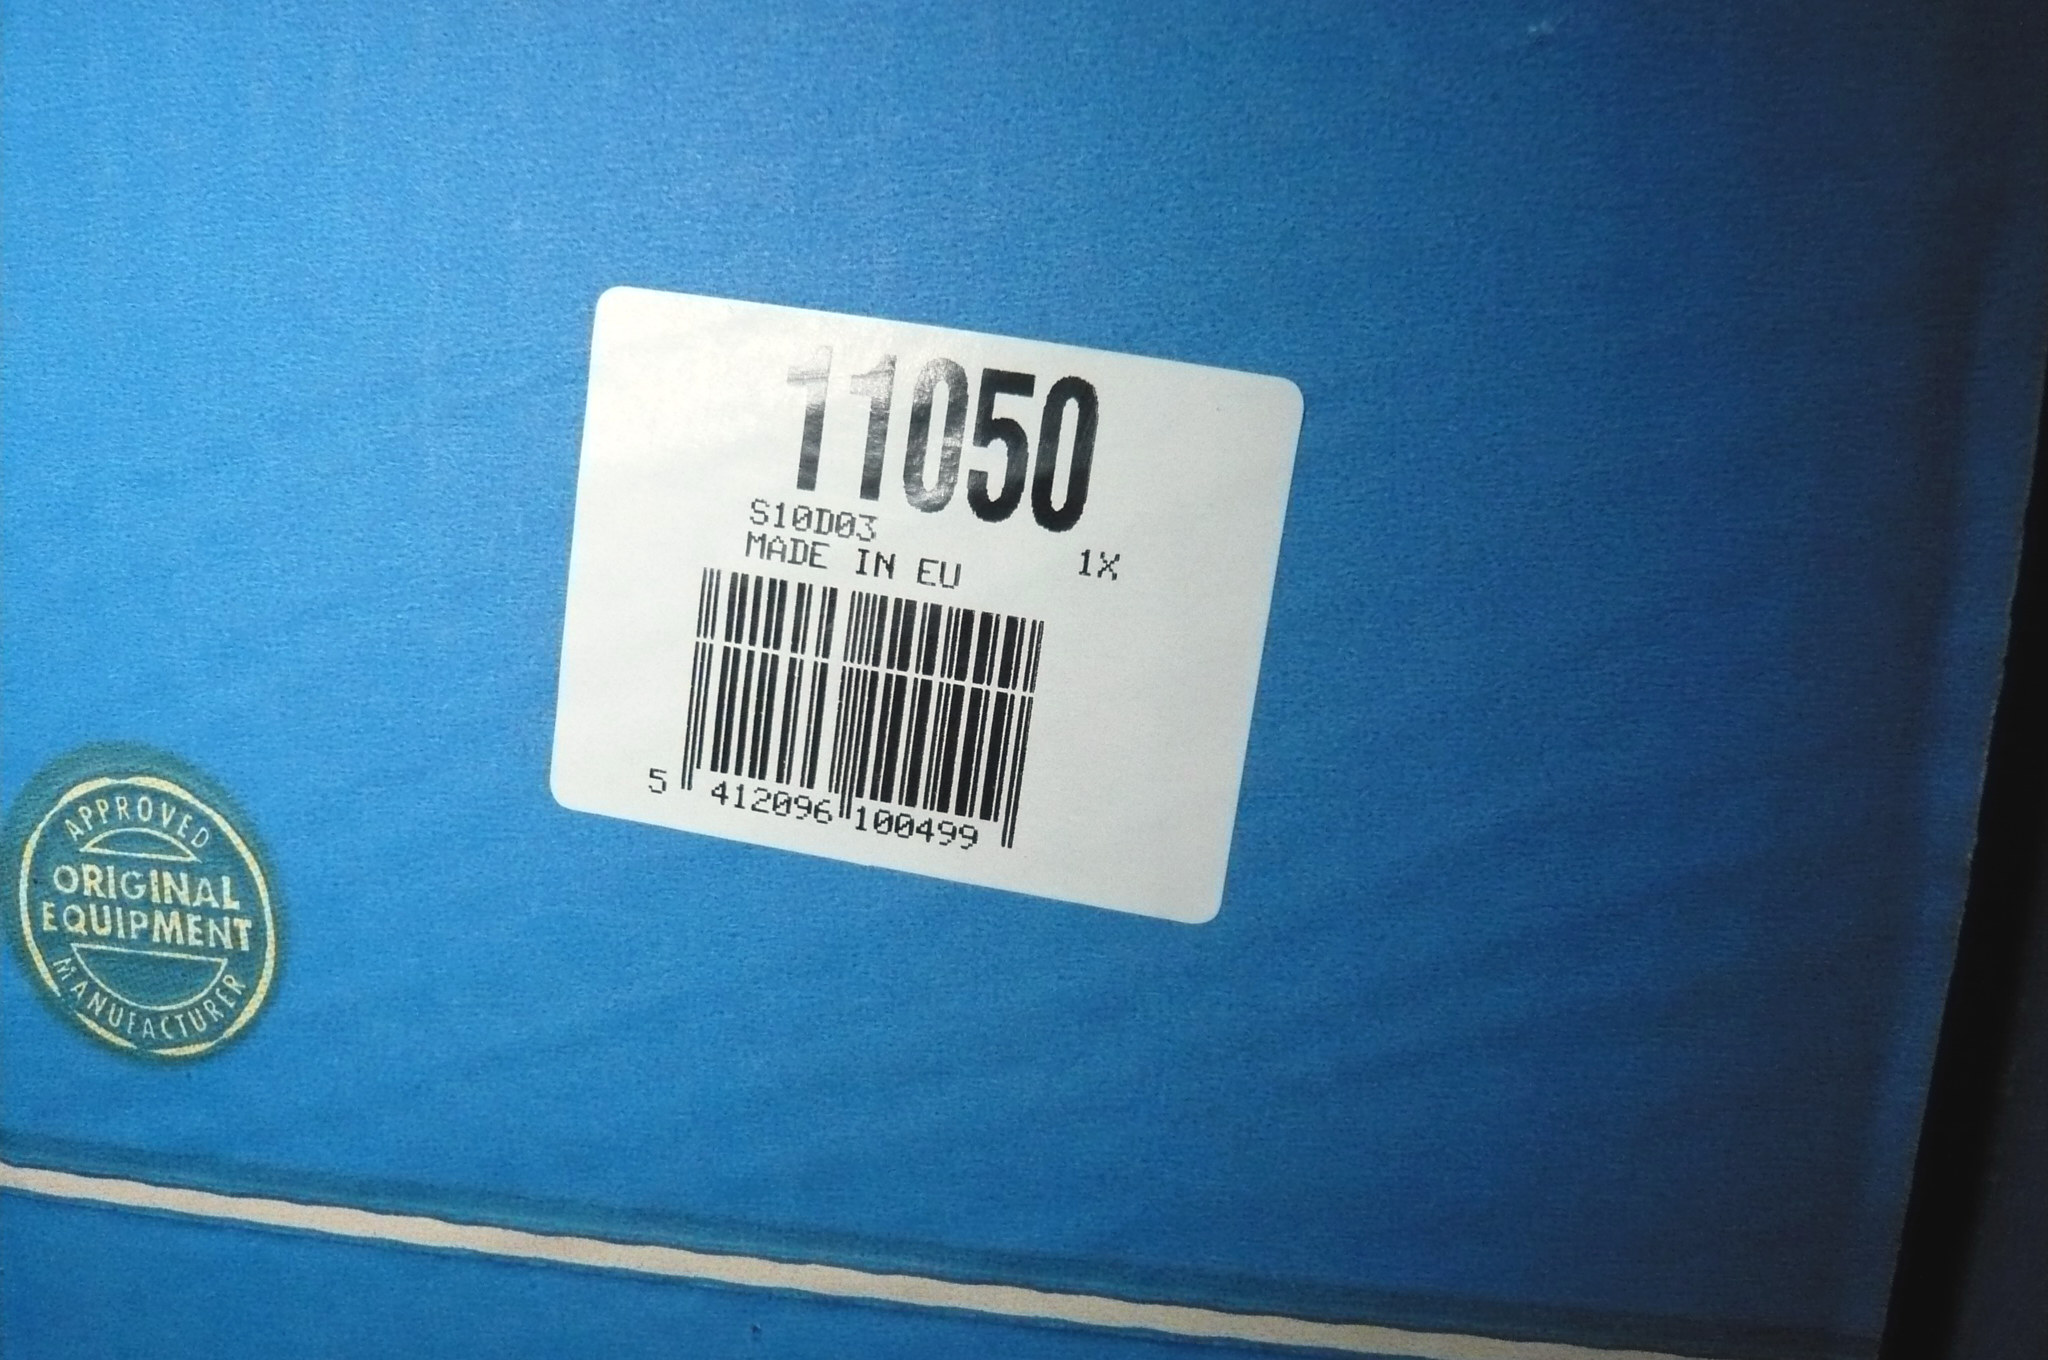 11050
S10D03
MADE IN EU 1X
5 412096 100499
APPROVED
ORIGINAL
EQUIPMENT
MANUFACTURER